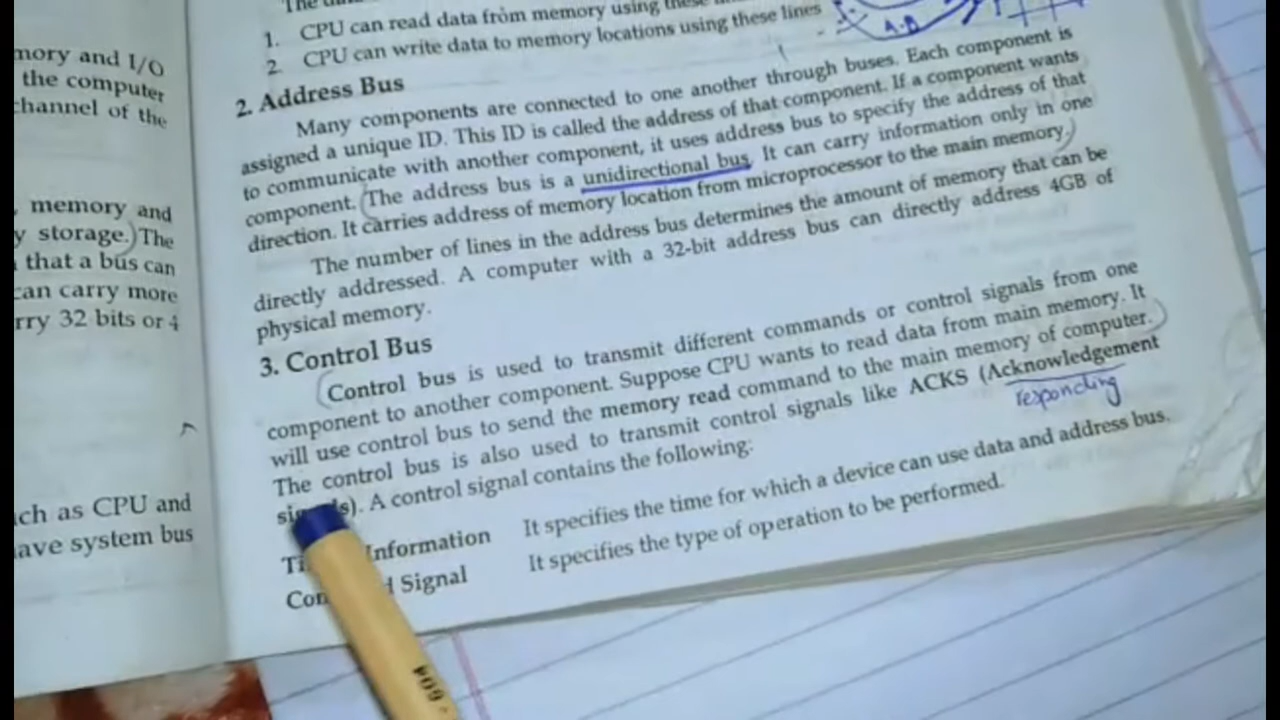 mory and I/O
the computer
channel of the
memory and
y storage. The
that a bus can
can carry more
rry 32 bits or 4
ch as CPU and
ave system bus
The
1. CPU can read data from memory using these
2. CPU can write data to memory locations using these lines
A.B
2. Address Bus
Many components are connected to one another through buses. Each component is
assigned a unique ID. This ID is called the address of that component. If a component wants
to communicate with another component, it uses address bus to specify the address of that
component. The address bus is a unidirectional bus. It can carry information only in one
direction. It carries address of memory location from microprocessor to the main memory.
The number of lines in the address bus determines the amount of memory that can be
directly addressed. A computer with a 32-bit address bus can directly address 4GB of
physical memory.
3. Control Bus
Control bus is used to transmit different commands or control signals from one
component to another component. Suppose CPU wants to read data from main memory. It
will use control bus to send the memory read command to the main memory of computer.
The control bus is also used to transmit control signals like ACKS (Acknowledgement
responding
). A control signal contains the following:
Information It specifies the time for which a device can use data and address bus.
Signal It specifies the type of operation to be performed.